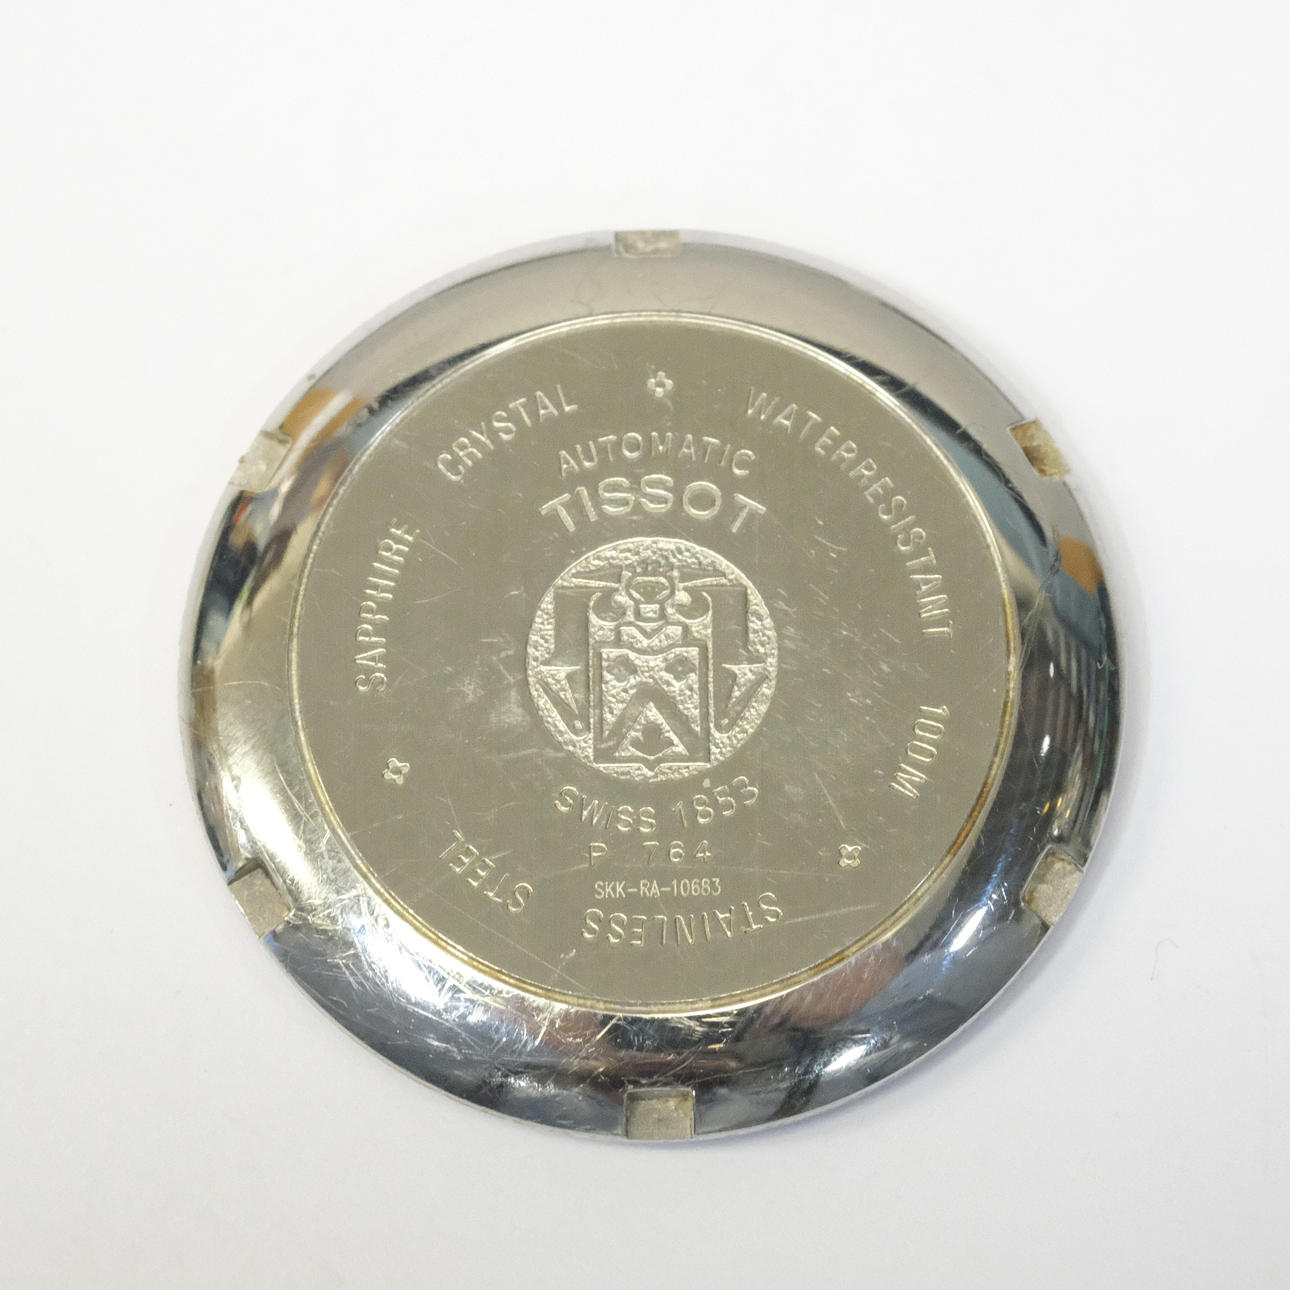 SAPPHIRE CRYSTAL
WATERRESISTANT 100M
STAINLESS STEEL
AUTOMATIC
TISSOT
SWISS 1853
P 764
SKK-RA-10683